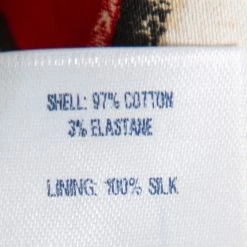 SHELL: 97% COTTON
3% ELASTANE
LINING: 100% SILK